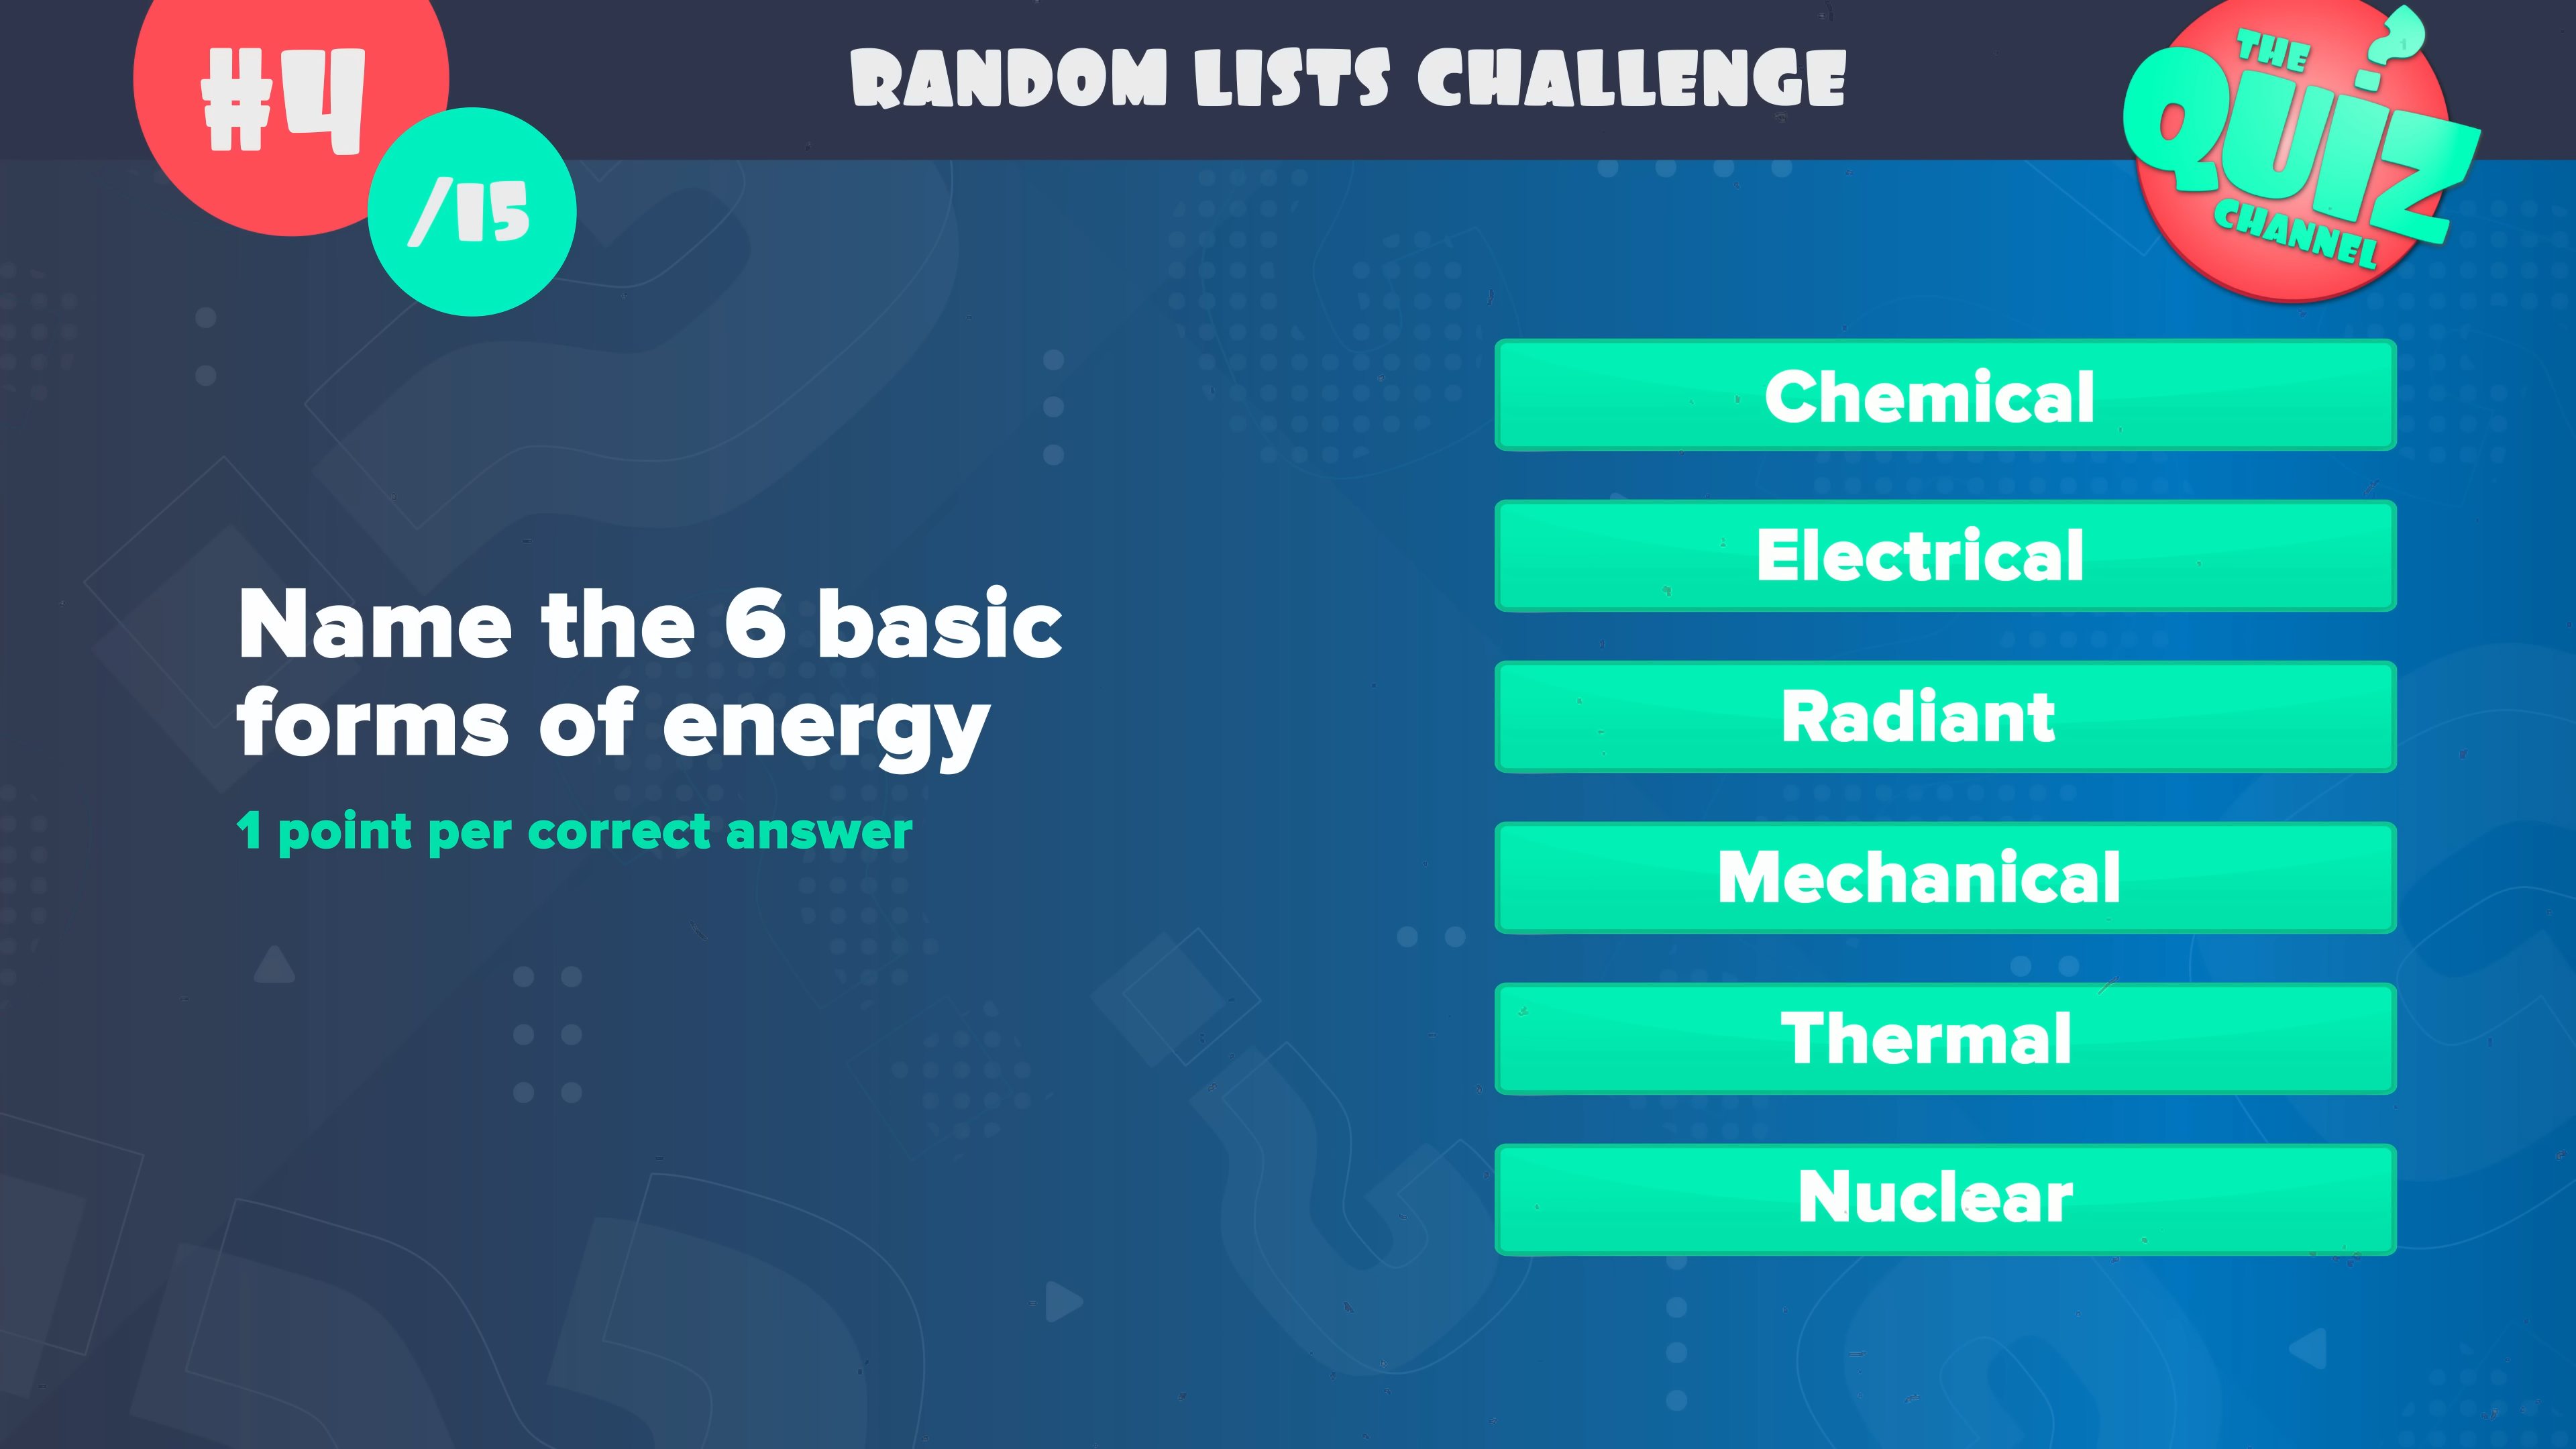 #4
/15
RANDOM LISTS CHALLENGE
THE
QUIZ
CHANNEL
Name the 6 basic
forms of energy
1 point per correct answer
Chemical
Electrical
Radiant
Mechanical
Thermal
Nuclear